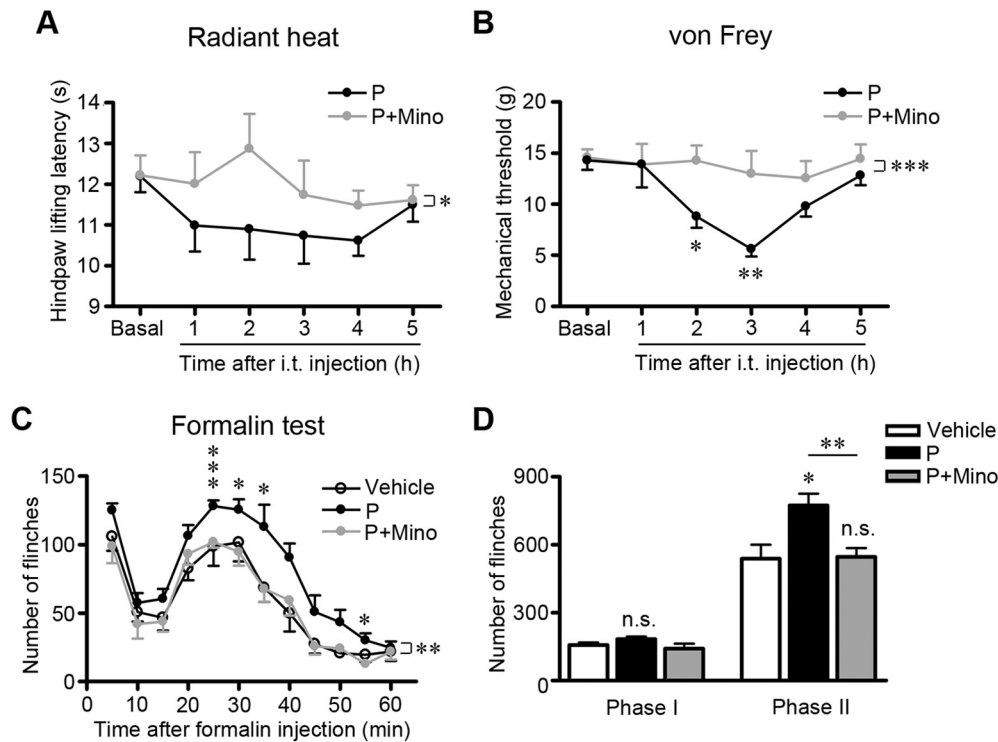 A
Radiant heat
P
P+Mino
Hindpaw lifting latency (s)
14
13
12
11
10
9
*
Basal 1 2 3 4 5
Time after i.t. injection (h)
B
von Frey
P
P+Mino
Mechanical threshold (g)
20
15
10
5
0
***
*
**
Basal 1 2 3 4 5
Time after i.t. injection (h)
C
Formalin test
Vehicle
P
P+Mino
Number of flinches
150
100
50
0
*** * * *
**
0 10 20 30 40 50 60
Time after formalin injection (min)
D
Vehicle
P
P+Mino
Number of flinches
900
600
300
0
n.s.
**
*
n.s.
Phase I Phase II